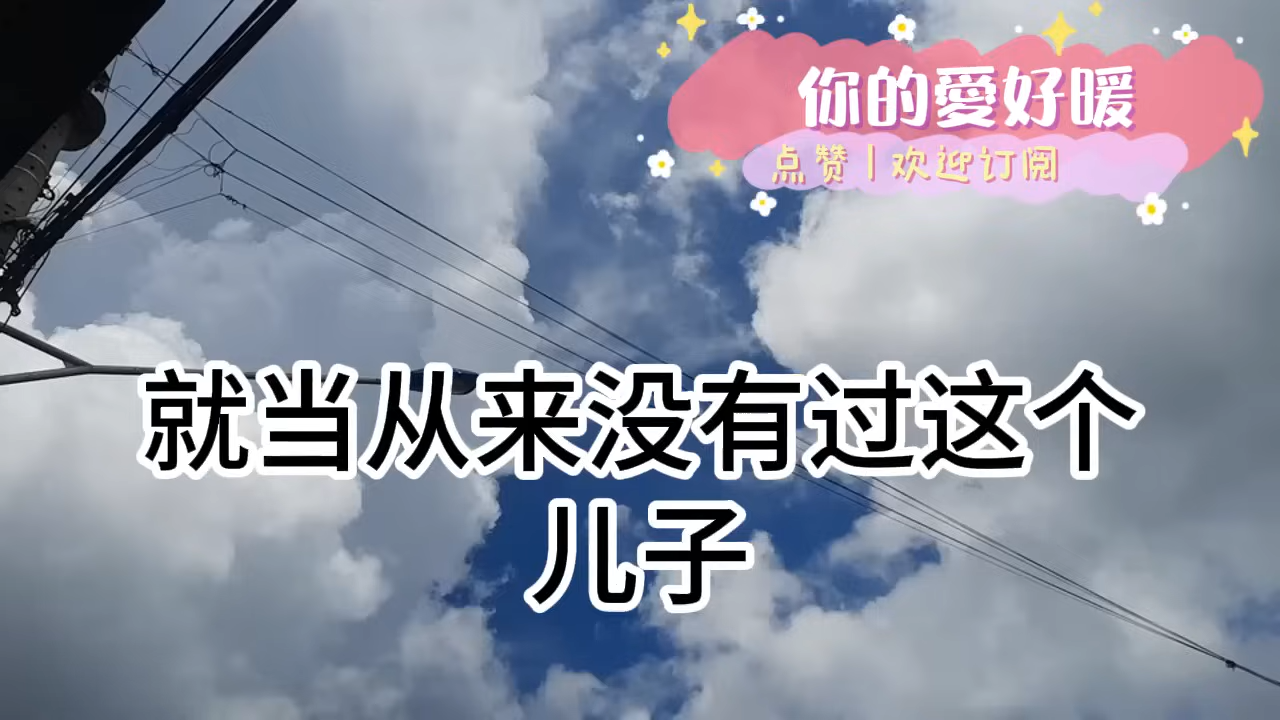 你的愛好暖
点赞 | 欢迎订阅
就当从来没有过这个
儿子